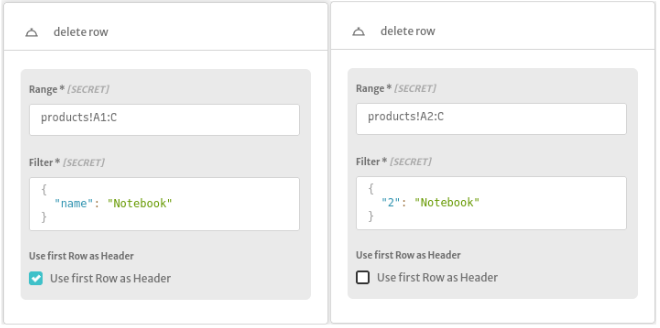 delete row
Range * [SECRET]
products!A1:C
Filter * [SECRET]
{
"name": "Notebook"
}
Use first Row as Header
Use first Row as Header
delete row
Range * [SECRET]
products!A2:C
Filter * [SECRET]
{
"2": "Notebook"
}
Use first Row as Header
Use first Row as Header